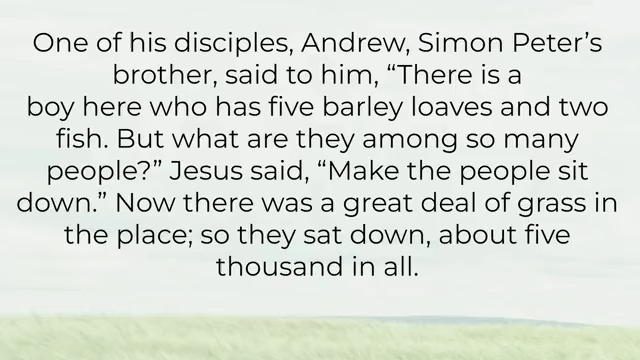 One of his disciples, Andrew, Simon Peter’s
brother, said to him, “There is a
boy here who has five barley loaves and two
fish. But what are they among so many
people?” Jesus said, “Make the people sit
down.” Now there was a great deal of grass in
the place; so they sat down, about five
thousand in all.